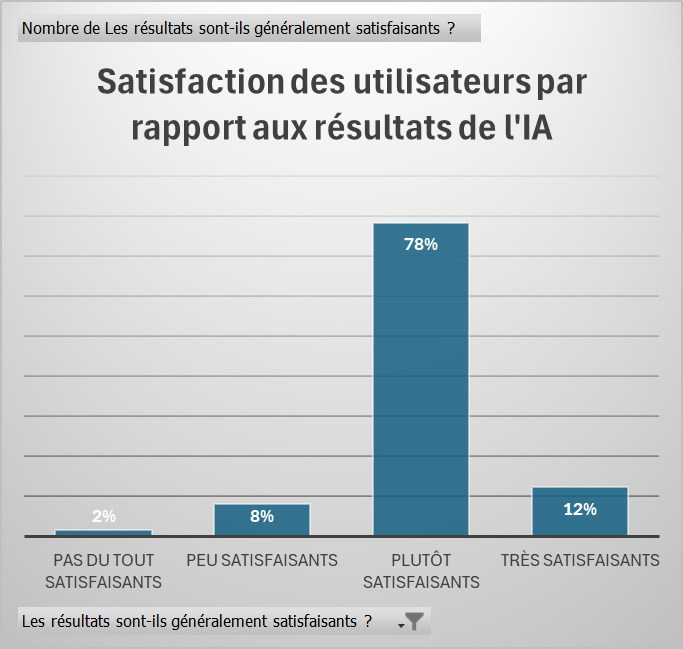 Nombre de Les résultats sont-ils généralement satisfaisants ?
Satisfaction des utilisateurs par
rapport aux résultats de l'IA
78%
2%
8%
12%
PAS DU TOUT
SATISFAISANTS
PEU SATISFAISANTS
PLUTÔT
SATISFAISANTS
TRÈS SATISFAISANTS
Les résultats sont-ils généralement satisfaisants ?